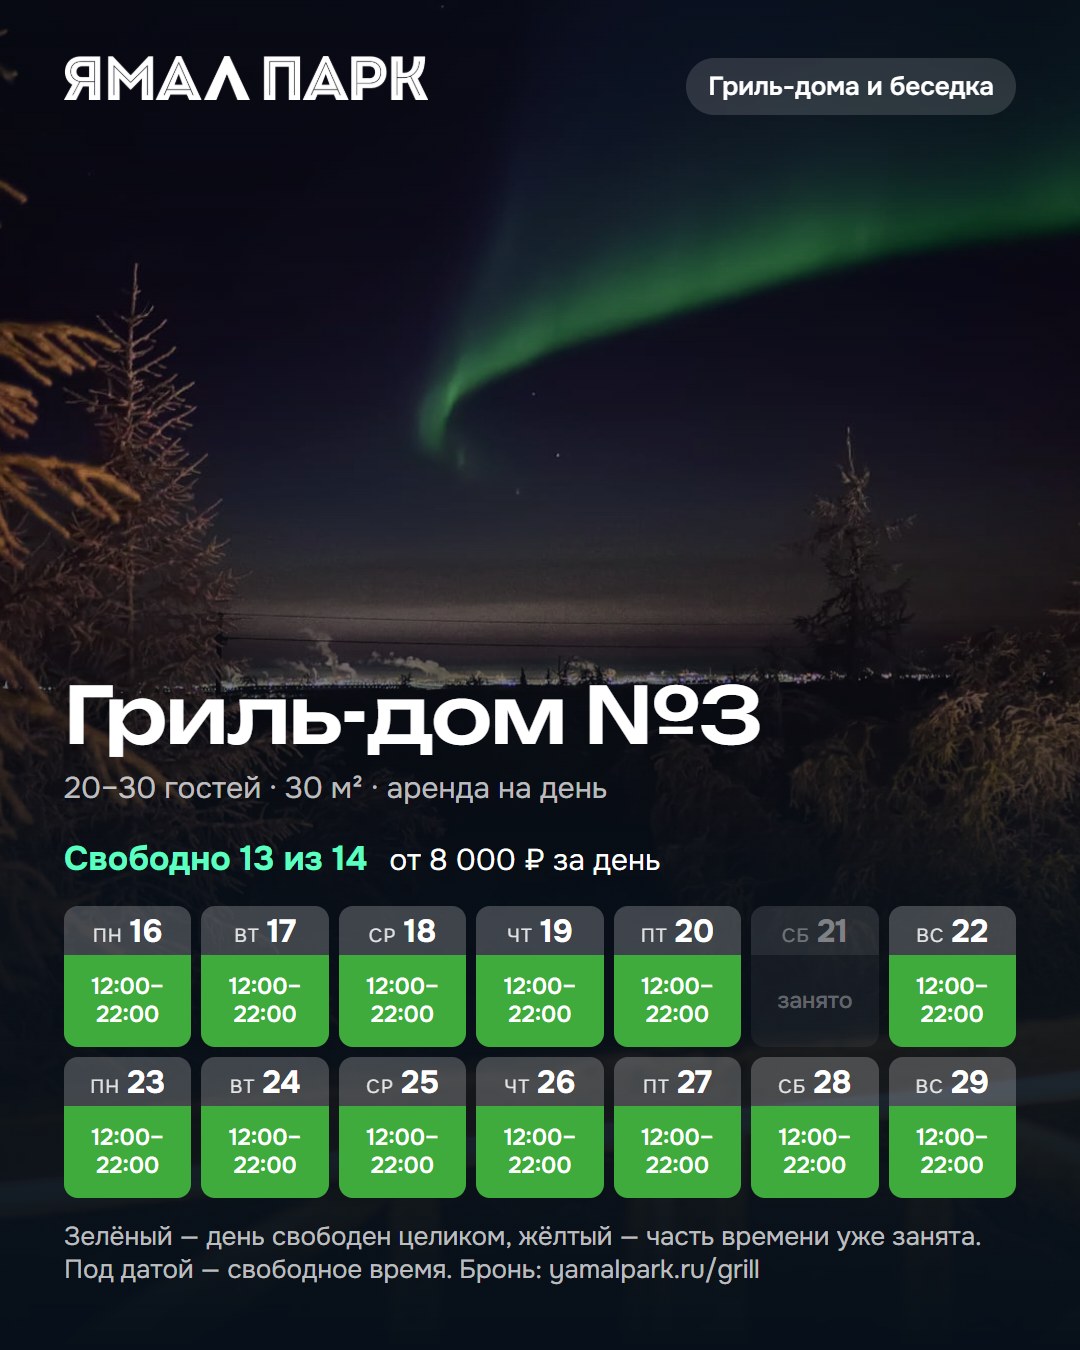 ЯМАЛ ПАРК
Гриль-дома и беседка
Гриль-дом №3
20–30 гостей · 30 м² · аренда на день
Свободно 13 из 14 от 8 000 ₽ за день
ПН 16 ВТ 17 СР 18 ЧТ 19 ПТ 20 СБ 21 ВС 22
12:00– 12:00– 12:00– 12:00– 12:00– занято 12:00–
22:00 22:00 22:00 22:00 22:00 22:00
ПН 23 ВТ 24 СР 25 ЧТ 26 ПТ 27 СБ 28 ВС 29
12:00– 12:00– 12:00– 12:00– 12:00– 12:00– 12:00–
22:00 22:00 22:00 22:00 22:00 22:00 22:00
Зелёный — день свободен целиком, жёлтый — часть времени уже занята.
Под датой — свободное время. Бронь: yamalpark.ru/grill